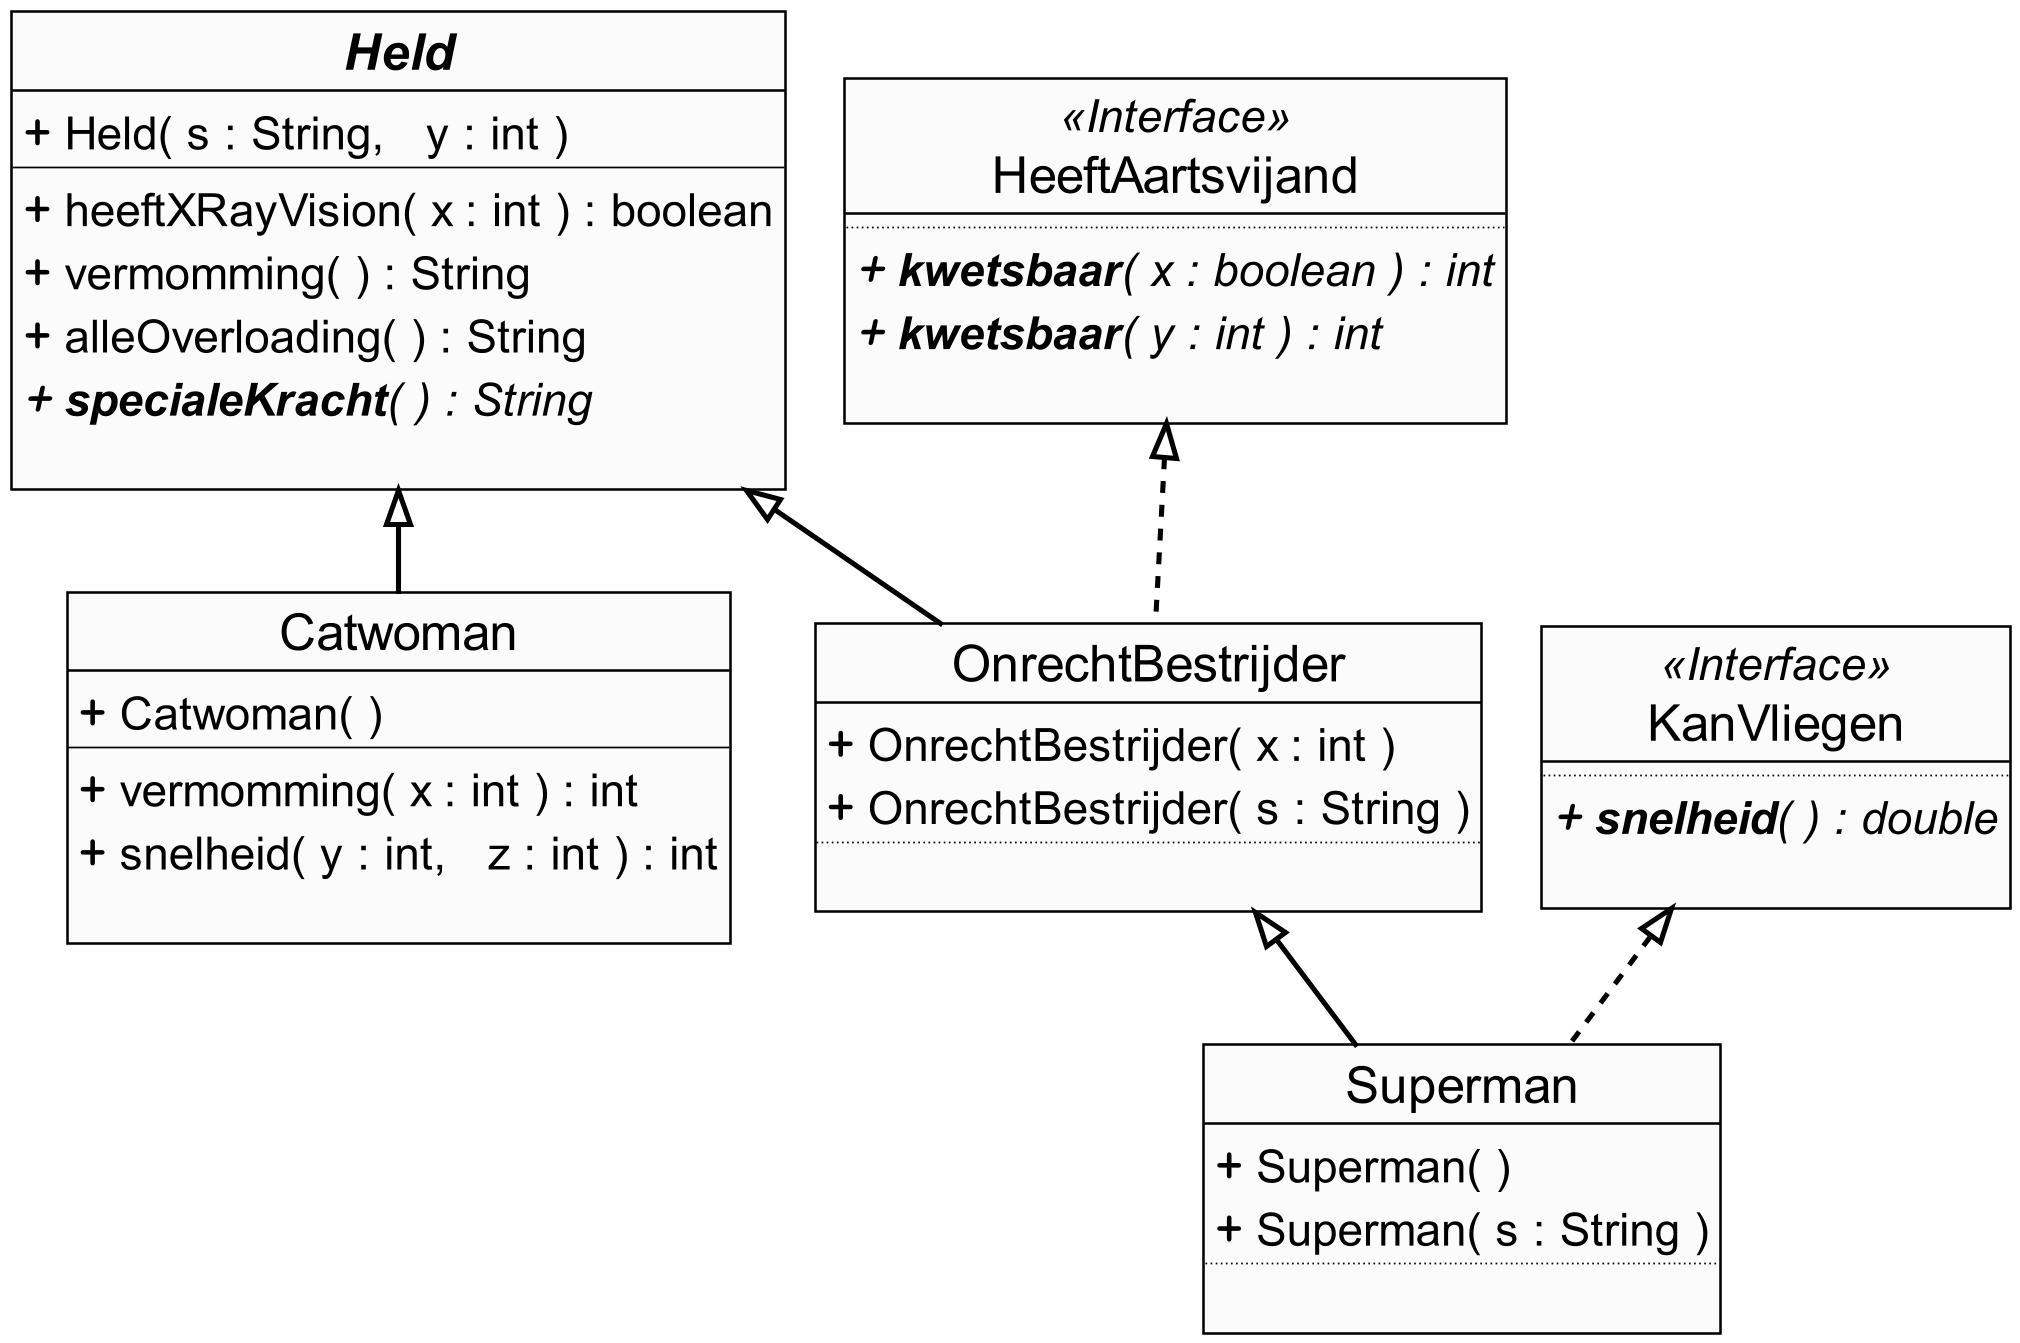 Held
+ Held( s : String, y : int )
+ heeftXRayVision( x : int ) : boolean
+ vermomming( ) : String
+ alleOverloading( ) : String
+ specialeKracht( ) : String
«Interface»
HeeftAartsvijand
+ kwetsbaar( x : boolean ) : int
+ kwetsbaar( y : int ) : int
Catwoman
+ Catwoman( )
+ vermomming( x : int ) : int
+ snelheid( y : int, z : int ) : int
OnrechtBestrijder
+ OnrechtBestrijder( x : int )
+ OnrechtBestrijder( s : String )
«Interface»
KanVliegen
+ snelheid( ) : double
Superman
+ Superman( )
+ Superman( s : String )